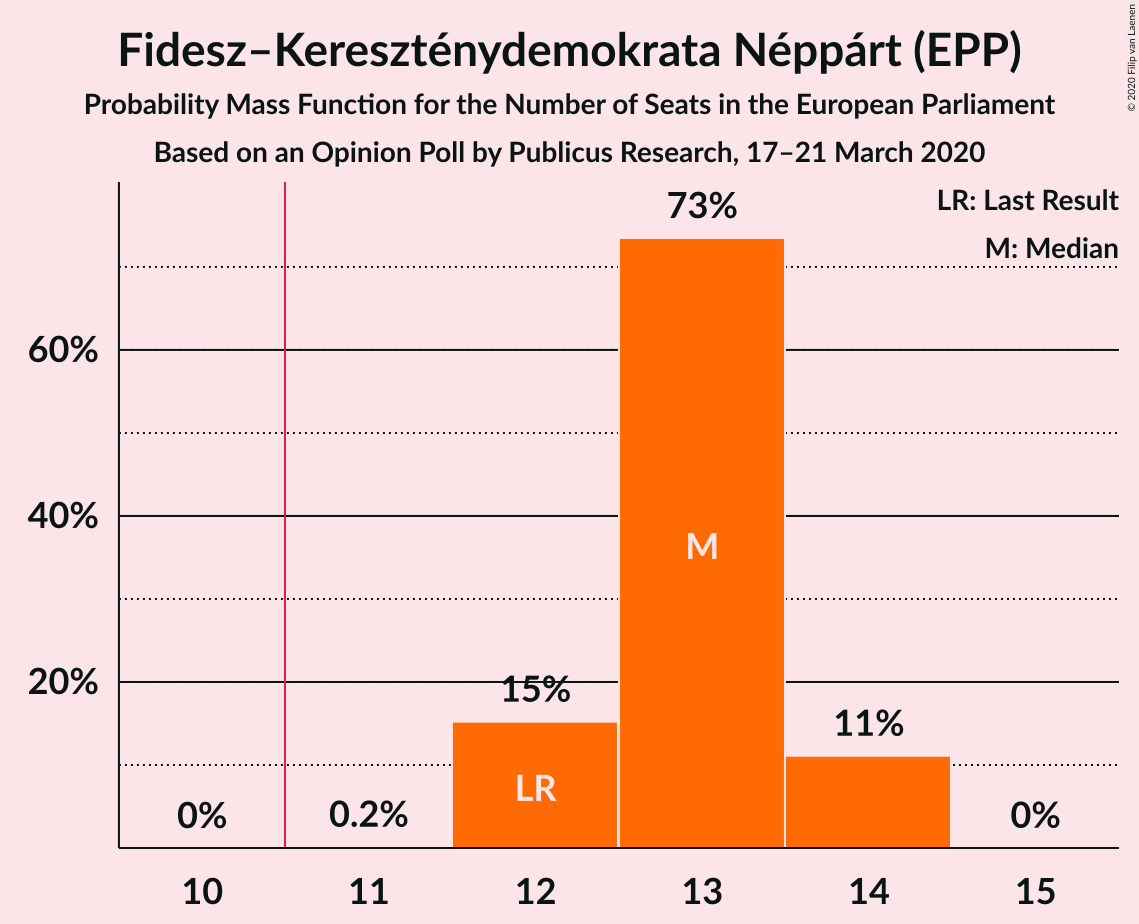 Fidesz–Kereszténydemokrata Néppárt (EPP)
Probability Mass Function for the Number of Seats in the European Parliament
Based on an Opinion Poll by Publicus Research, 17–21 March 2020
© 2020 Filip van Laenen
LR: Last Result
M: Median
73%
60%
40%
M
20%
15%
11%
LR
0%
0.2%
0%
10
11
12
13
14
15